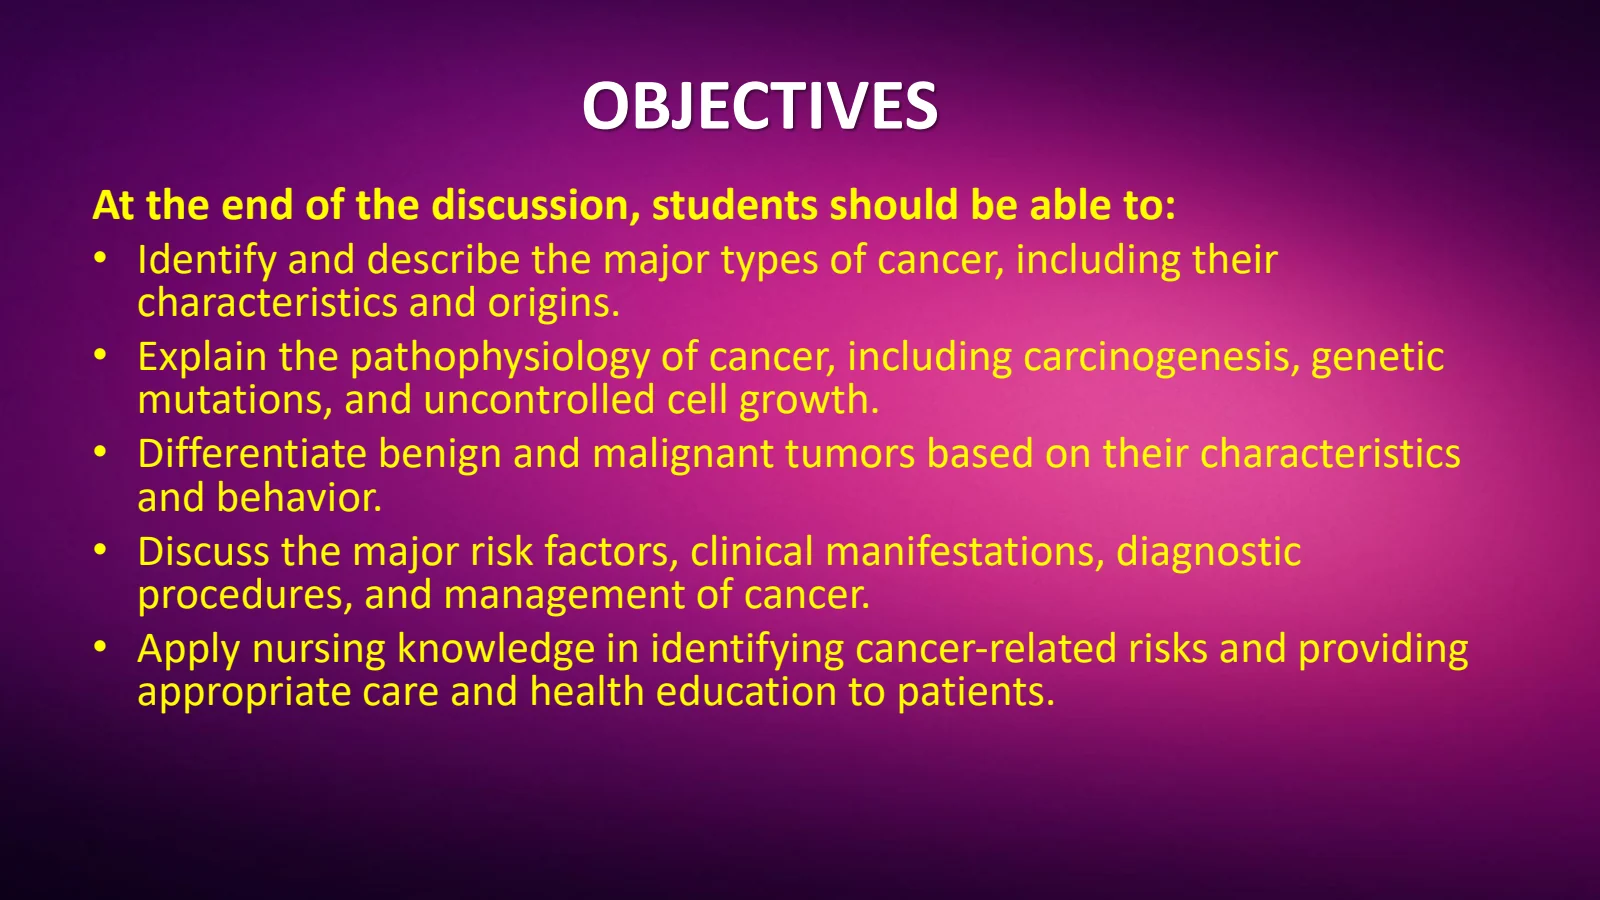 OBJECTIVES
At the end of the discussion, students should be able to:
• Identify and describe the major types of cancer, including their
characteristics and origins.
• Explain the pathophysiology of cancer, including carcinogenesis, genetic
mutations, and uncontrolled cell growth.
• Differentiate benign and malignant tumors based on their characteristics
and behavior.
• Discuss the major risk factors, clinical manifestations, diagnostic
procedures, and management of cancer.
• Apply nursing knowledge in identifying cancer-related risks and providing
appropriate care and health education to patients.